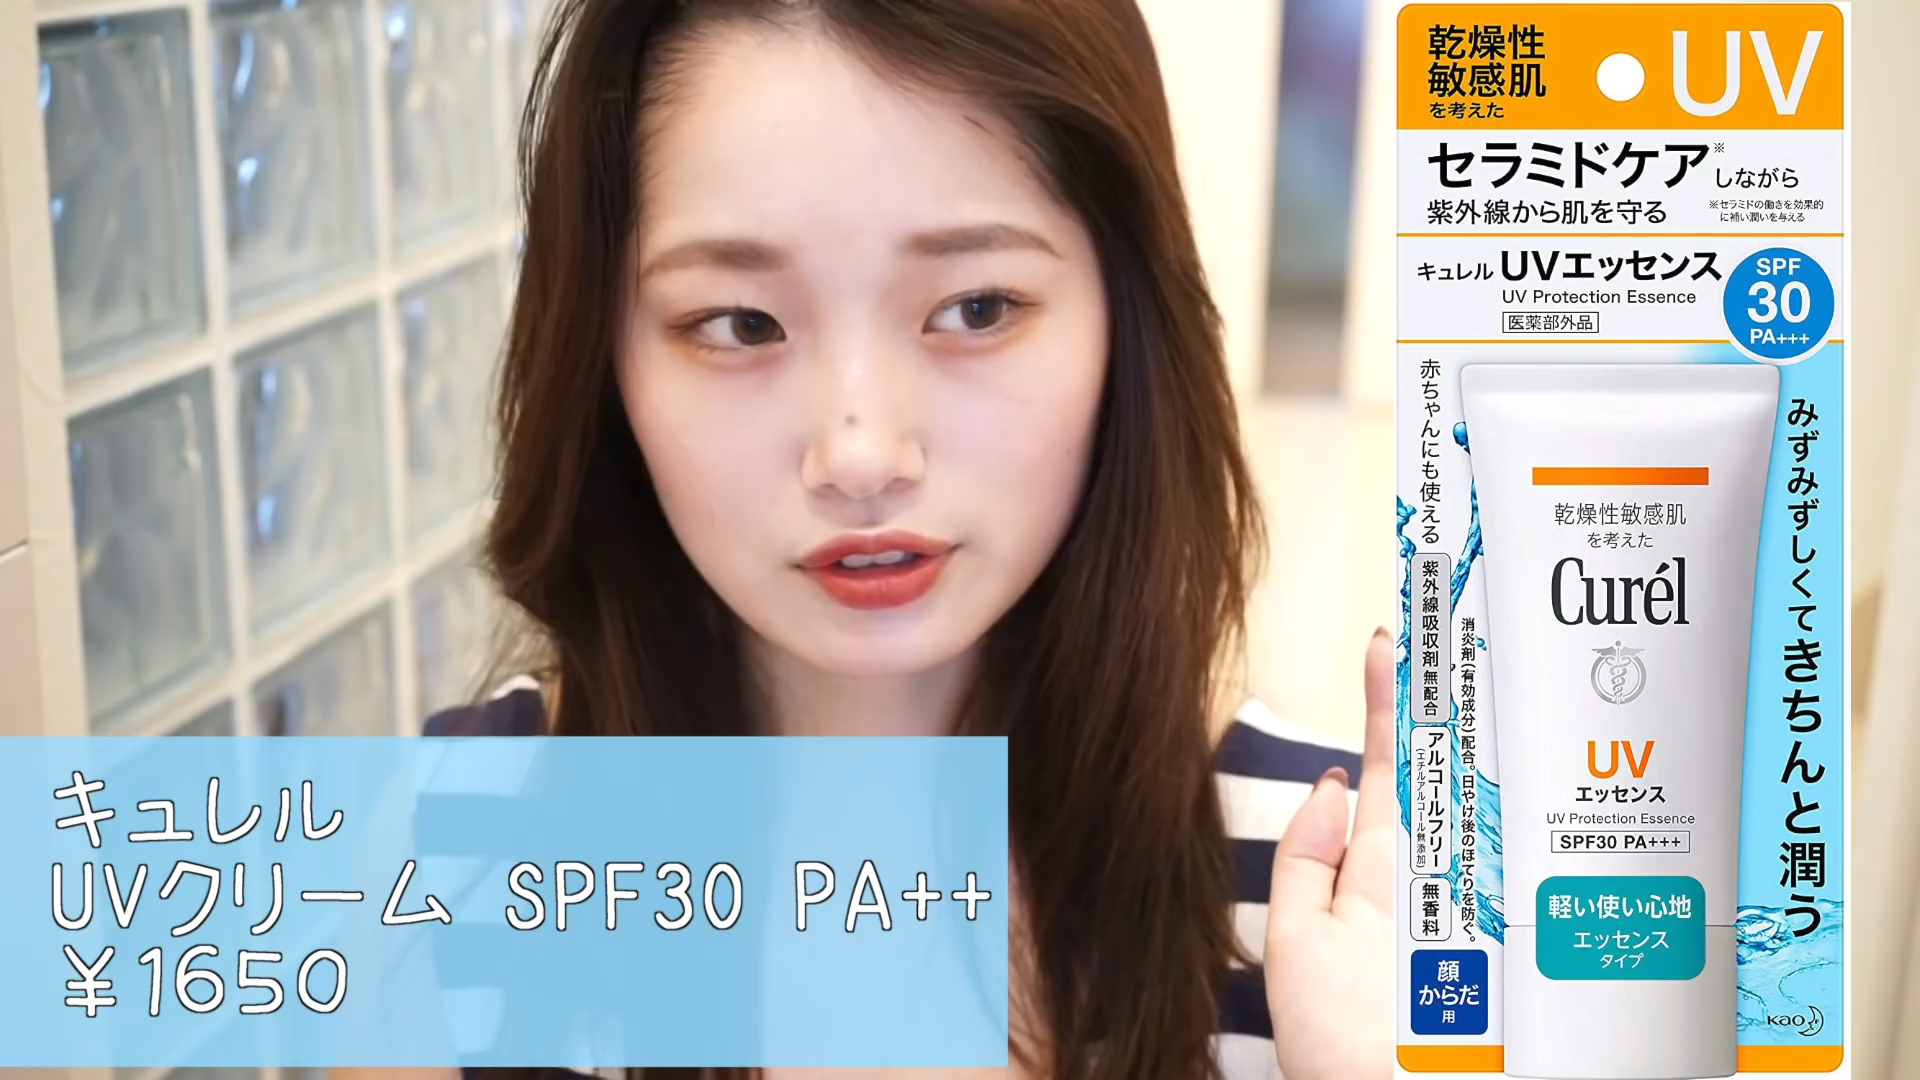 キュレル
UVクリーム SPF30 PA++
￥1650
乾燥性
敏感肌
を考えた
UV
セラミドケア※
しながら
紫外線から肌を守る
※セラミドの働きを効果的
に補い潤いを与える
キュレル UVエッセンス
UV Protection Essence
医薬部外品
SPF
30
PA+++
赤ちゃんにも使える
紫外線吸収剤 無配合
消炎剤(有効成分)配合。日やけ後のほてりを防ぐ。
アルコールフリー
(エチルアルコール無添加)
無香料
顔
からだ
用
みずみずしくてきちんと潤う
乾燥性敏感肌
を考えた
Curél
UV
エッセンス
UV Protection Essence
SPF30 PA+++
軽い使い心地
エッセンス
タイプ
Kao